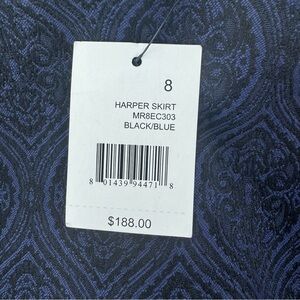 8
HARPER SKIRT
MR8EC303
BLACK/BLUE
8 01439 94471 8
$188.00